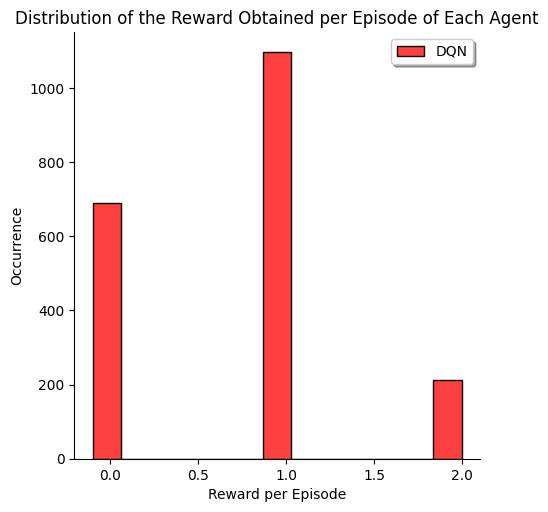 Distribution of the Reward Obtained per Episode of Each Agent
DQN
1000
800
600
400
200
0
Occurrence
0.0 0.5 1.0 1.5 2.0
Reward per Episode